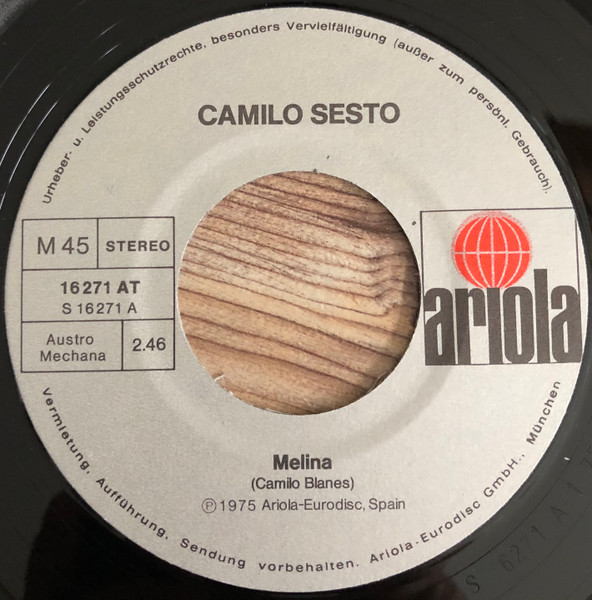 Urheber- u. Leistungsschutzrechte, besonders Vervielfältigung (außer zum persönl. Gebrauch).
CAMILO SESTO
M 45
STEREO
16 271 AT
S 16271 A
Austro
Mechana
2.46
ariola
Melina
(Camilo Blanes)
Ⓟ 1975 Ariola-Eurodisc, Spain
Vermietung, Aufführung, Sendung vorbehalten. Ariola-Eurodisc GmbH., München